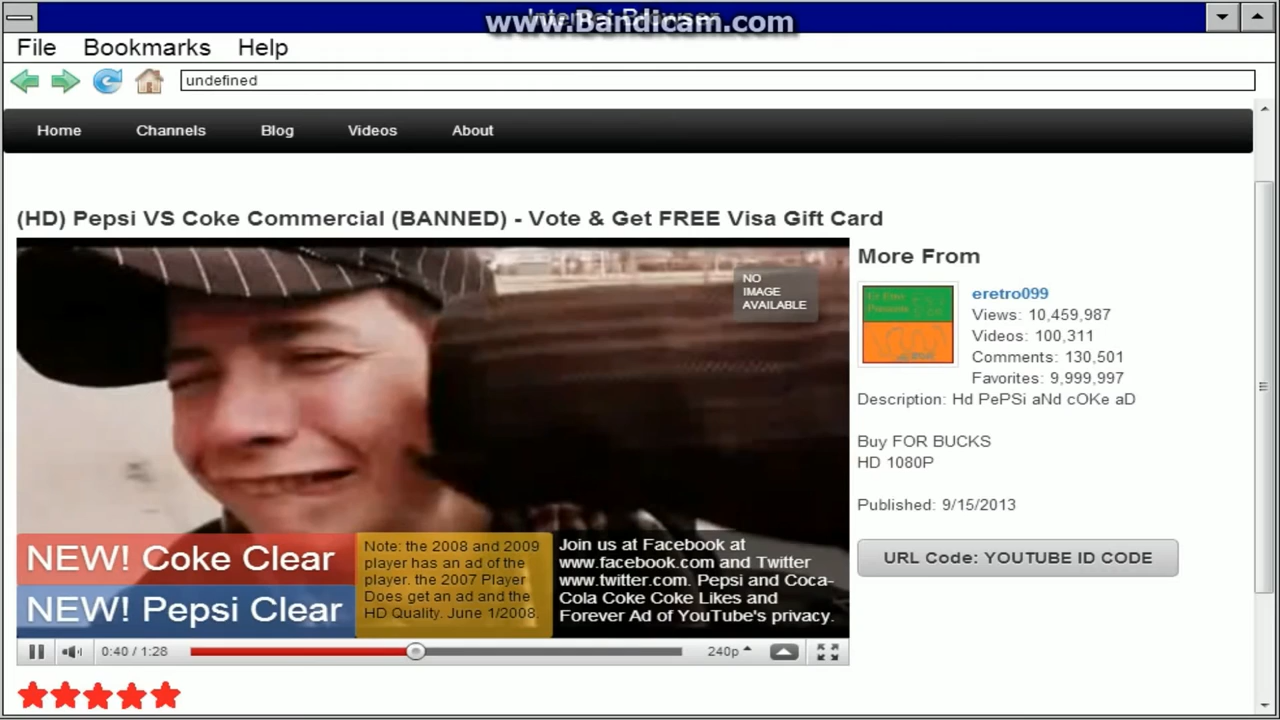 www.Bandicam.com
File Bookmarks Help
undefined
Home Channels Blog Videos About
(HD) Pepsi VS Coke Commercial (BANNED) - Vote & Get FREE Visa Gift Card
NO
IMAGE
AVAILABLE
NEW! Coke Clear
NEW! Pepsi Clear
Note: the 2008 and 2009
player has an ad of the
player. the 2007 Player
Does get an ad and the
HD Quality. June 1/2008.
Join us at Facebook at
www.facebook.com and Twitter
www.twitter.com. Pepsi and Coca-
Cola Coke Coke Likes and
Forever Ad of YouTube's privacy.
0:40 / 1:28
240p
More From
eretro099
Views: 10,459,987
Videos: 100,311
Comments: 130,501
Favorites: 9,999,997
Description: Hd PePSi aNd cOKe aD
Buy FOR BUCKS
HD 1080P
Published: 9/15/2013
URL Code: YOUTUBE ID CODE